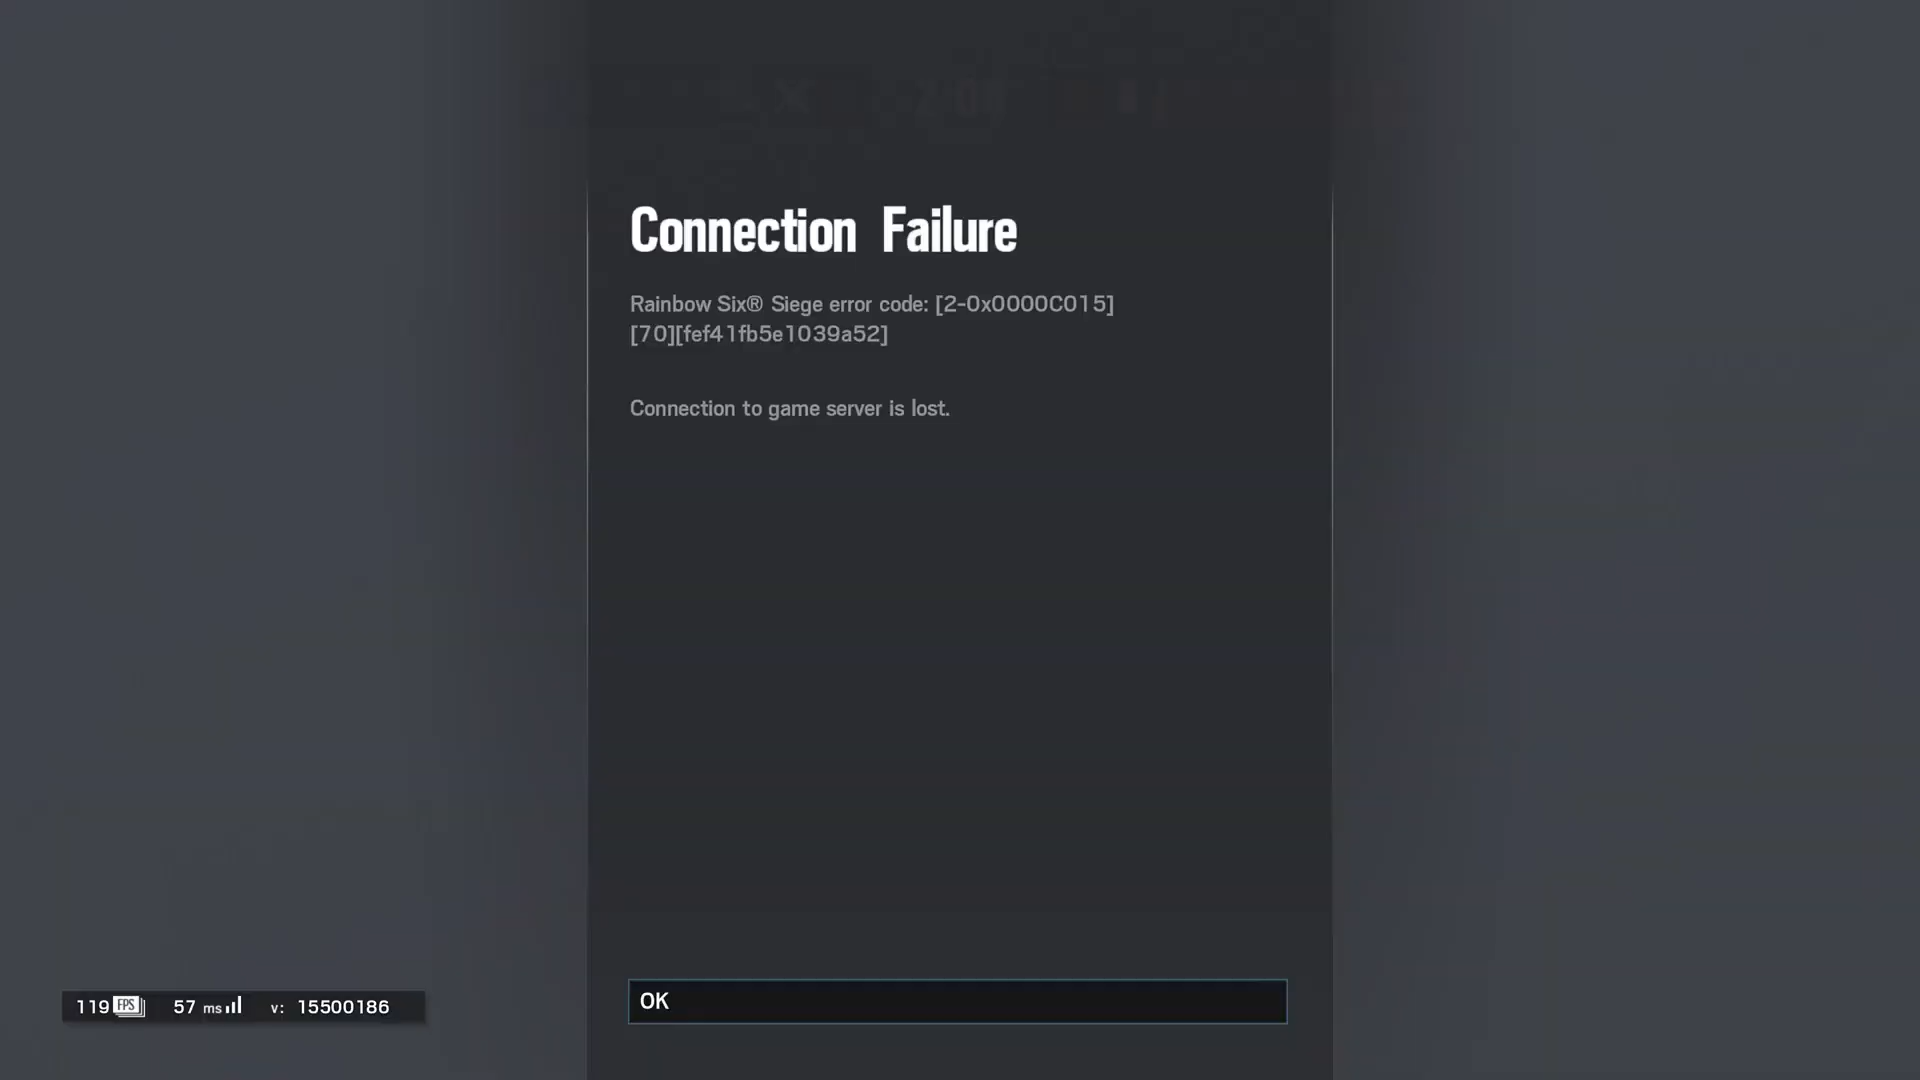 Connection Failure
Rainbow Six® Siege error code: [2-0x0000C015]
[70][fef41fb5e1039a52]
Connection to game server is lost.
OK
119 FPS 57 ms v: 15500186